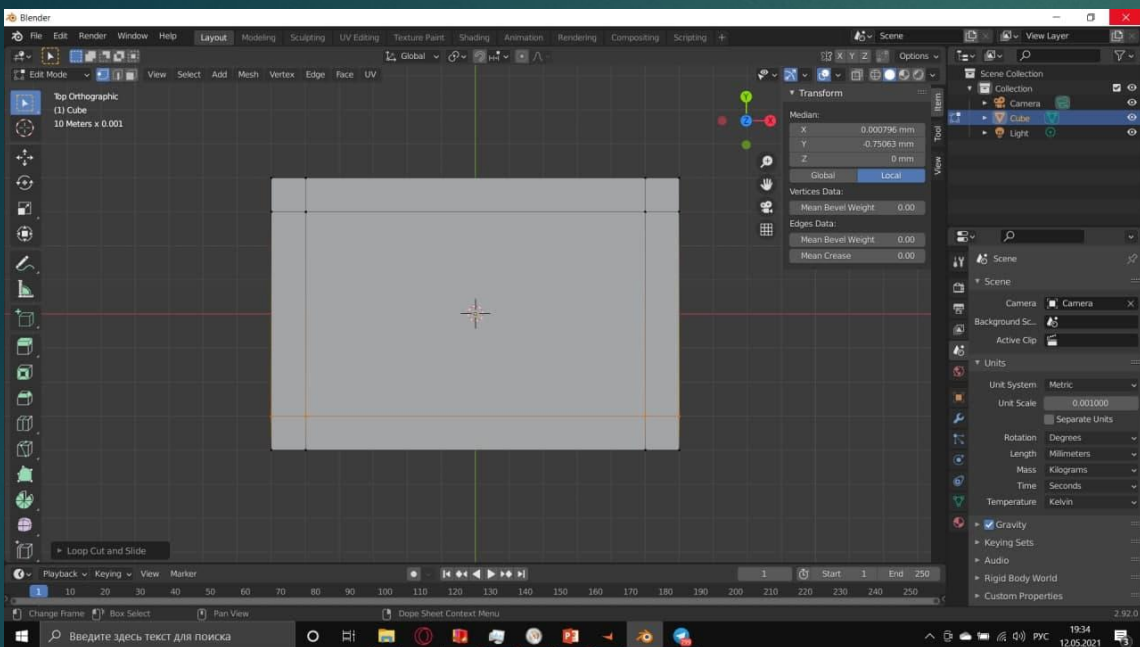 Blender
File Edit Render Window Help Layout Modeling Sculpting UV Editing Texture Paint Shading Animation Rendering Compositing Scripting + Scene View Layer
Global X Y Z Options
Edit Mode View Select Add Mesh Vertex Edge Face UV
Top Orthographic
(1) Cube
10 Meters x 0.001
Y
Z
X
Transform
Median:
X 0.000796 mm
Y -0.75063 mm
Z 0 mm
Global Local
Vertices Data:
Mean Bevel Weight 0.00
Edges Data:
Mean Bevel Weight 0.00
Mean Crease 0.00
Item
Tool
View
Scene Collection
Collection
Camera
Cube
Light
Scene
Scene
Camera Camera
Background Sc...
Active Clip
Units
Unit System Metric
Unit Scale 0.001000
Separate Units
Rotation Degrees
Length Millimeters
Mass Kilograms
Time Seconds
Temperature Kelvin
Gravity
Keying Sets
Audio
Rigid Body World
Custom Properties
Loop Cut and Slide
Playback Keying View Marker 1 Start 1 End 250
1 10 20 30 40 50 60 70 80 90 100 110 120 130 140 150 160 170 180 190 200 210 220 230 240 250
Change Frame Box Select Pan View Dope Sheet Context Menu 2.92.0
Введите здесь текст для поиска РУС 19:34
12.05.2021